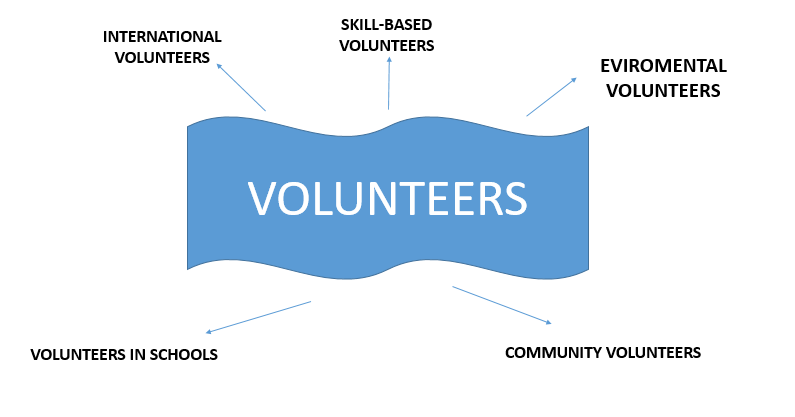 INTERNATIONAL
VOLUNTEERS
SKILL-BASED
VOLUNTEERS
EVIROMENTAL
VOLUNTEERS
VOLUNTEERS
VOLUNTEERS IN SCHOOLS
COMMUNITY VOLUNTEERS